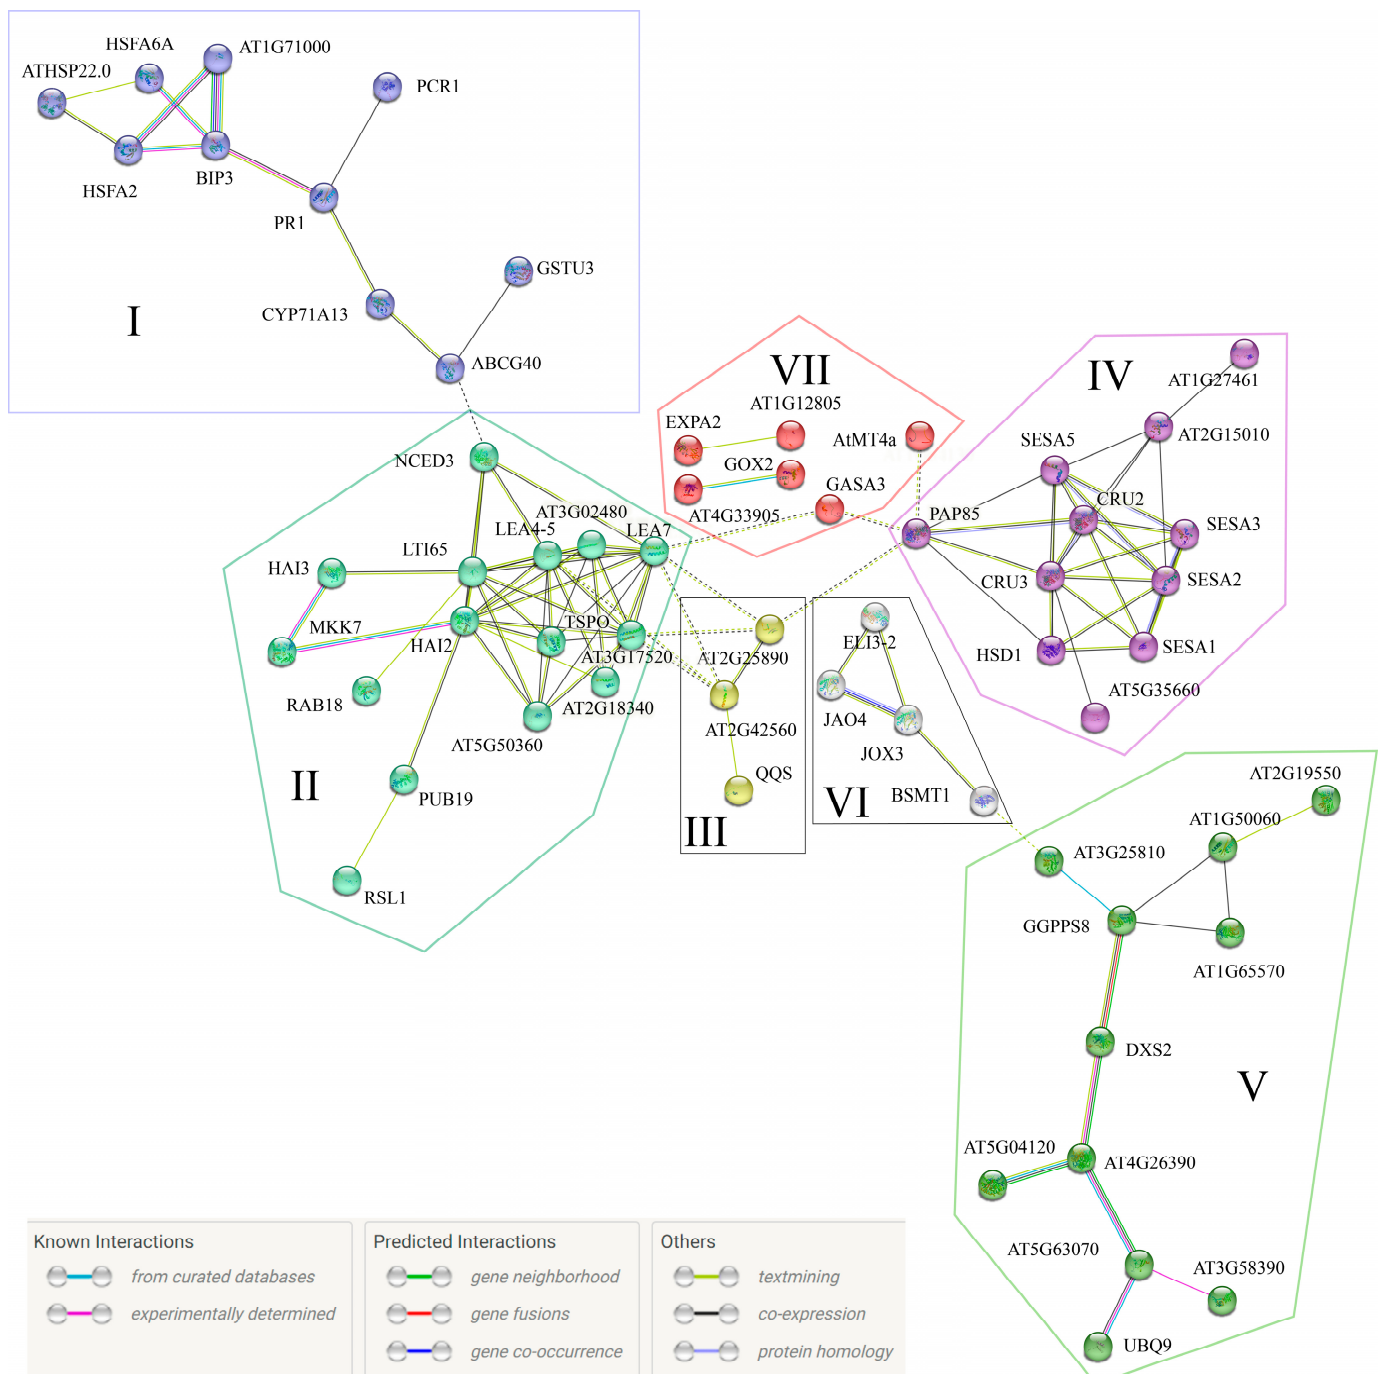 HSFA6A
AT1G71000
ATHSP22.0
PCR1
HSFA2
BIP3
PR1
GSTU3
CYP71A13
I
ABCG40
VII
IV
AT1G27461
AT1G12805
EXPA2
AtMT4a
SESA5
AT2G15010
NCED3
GOX2
GASA3
CRU2
AT3G02480
AT4G33905
PAP85
SESA3
LEA4-5
LEA7
LTI65
HAI3
CRU3
SESA2
MKK7
TSPO
HAI2
ELI3-2
HSD1
SESA1
AT3G17520
AT2G25890
RAB18
AT2G18340
AT5G35660
AT5G50360
AT2G42560
JAO4
JOX3
II
QQS
PUB19
BSMT1
VI
III
AT2G19550
AT1G50060
AT3G25810
RSL1
GGPPS8
AT1G65570
DXS2
V
AT5G04120
AT4G26390
AT5G63070
AT3G58390
UBQ9
Known Interactions
from curated databases
experimentally determined
Predicted Interactions
gene neighborhood
gene fusions
gene co-occurrence
Others
textmining
co-expression
protein homology